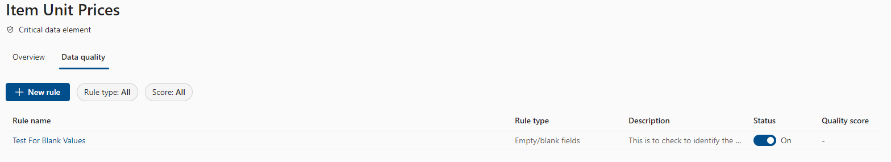 Item Unit Prices
Critical data element
Overview Data quality
+ New rule Rule type: All Score: All
Rule name Rule type Description Status Quality score
Test For Blank Values Empty/blank fields This is to check to identify the ... On -